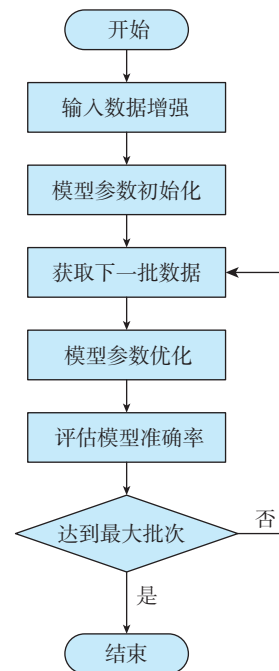 开始
输入数据增强
模型参数初始化
获取下一批数据
模型参数优化
评估模型准确率
达到最大批次
否
是
结束